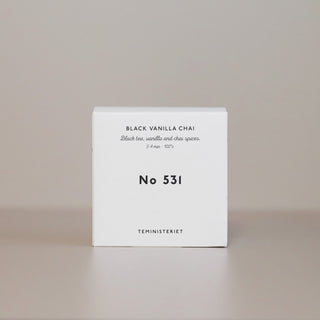 BLACK VANILLA CHAI
Black tea, vanilla and chai spices.
No 531
TEMINISTERIET